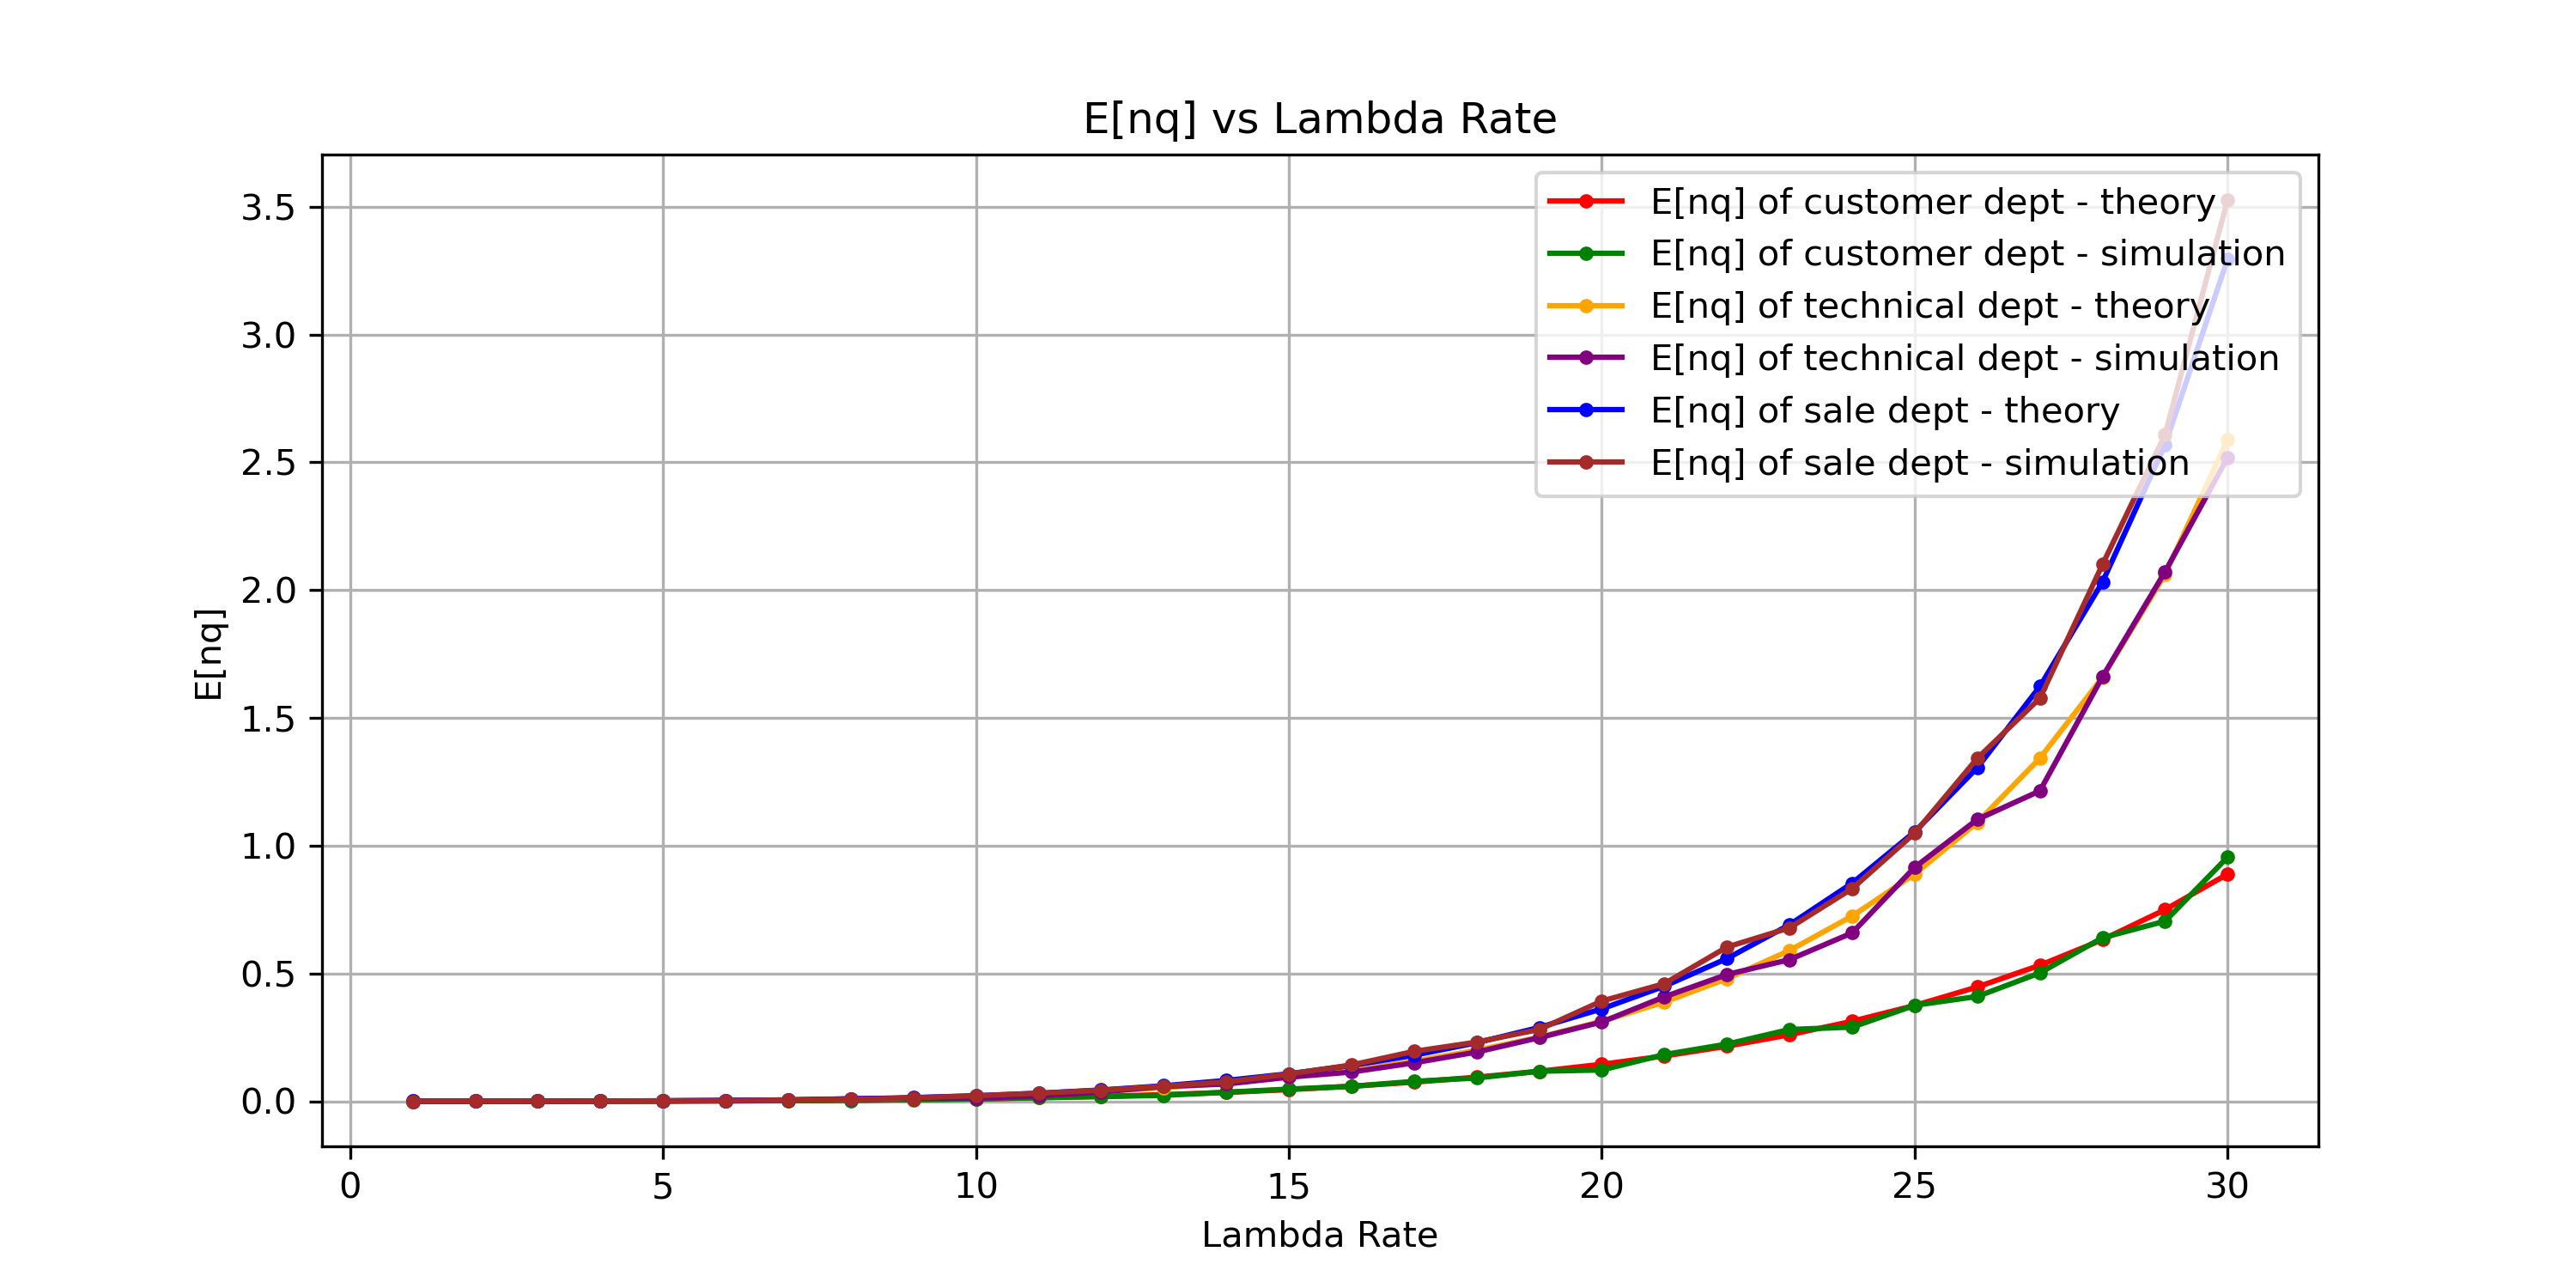 E[nq] vs Lambda Rate
E[nq] of customer dept - theory
E[nq] of customer dept - simulation
E[nq] of technical dept - theory
E[nq] of technical dept - simulation
E[nq] of sale dept - theory
E[nq] of sale dept - simulation
3.5
3.0
2.5
2.0
1.5
1.0
0.5
0.0
E[nq]
0 5 10 15 20 25 30
Lambda Rate